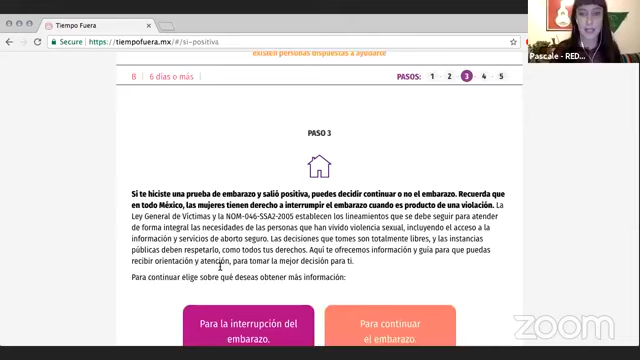 Tiempo Fuera
Secure https://tiempofuera.mx/#/si-positiva
existen personas dispuestas a ayudarse
8 | 6 días o más |
PASOS: 1 · 2 · 3 · 4 · 5
PASO 3
Si te hiciste una prueba de embarazo y salió positiva, puedes decidir continuar o no el embarazo. Recuerda que
en todo México, las mujeres tienen derecho a interrumpir el embarazo cuando es producto de una violación. La
Ley General de Víctimas y la NOM-046-SSA2-2005 establecen los lineamientos que se debe seguir para atender
de forma integral las necesidades de las personas que han vivido violencia sexual, incluyendo el acceso a la
información y servicios de aborto seguro. Las decisiones que tomes son totalmente libres, y las instancias
públicas deben respetarlo, como todos tus derechos. Aquí te ofrecemos información y guía para que puedas
recibir orientación y atención, para tomar la mejor decisión para ti.
Para continuar elige sobre qué deseas obtener más información:
Para la interrupción del
embarazo.
Para continuar
el embarazo.
Pascale - RED...
zoom